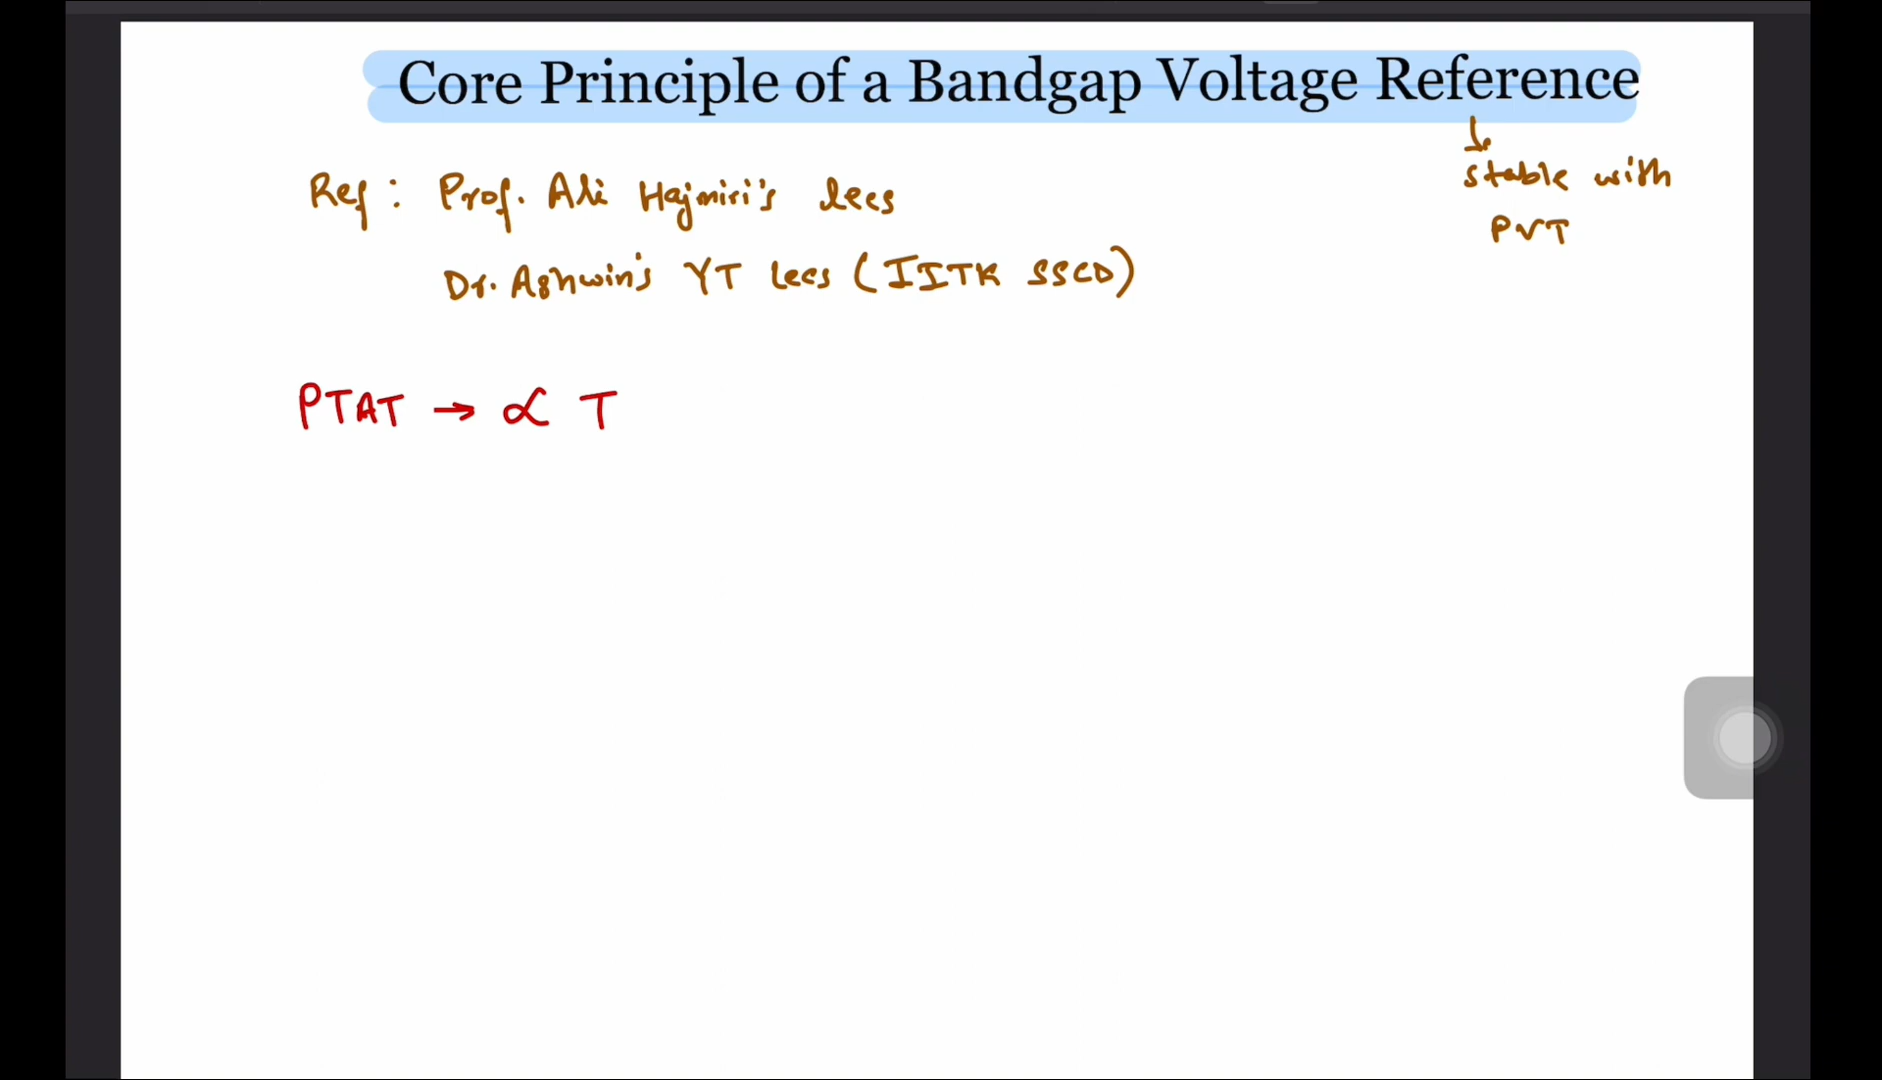 Core Principle of a Bandgap Voltage Reference
↳ stable with
PVT
Ref : Prof. Ali Hajmiri's lecs
Dr. Ashwin's YT lecs (IITK SSCD)
PTAT → ∝ T